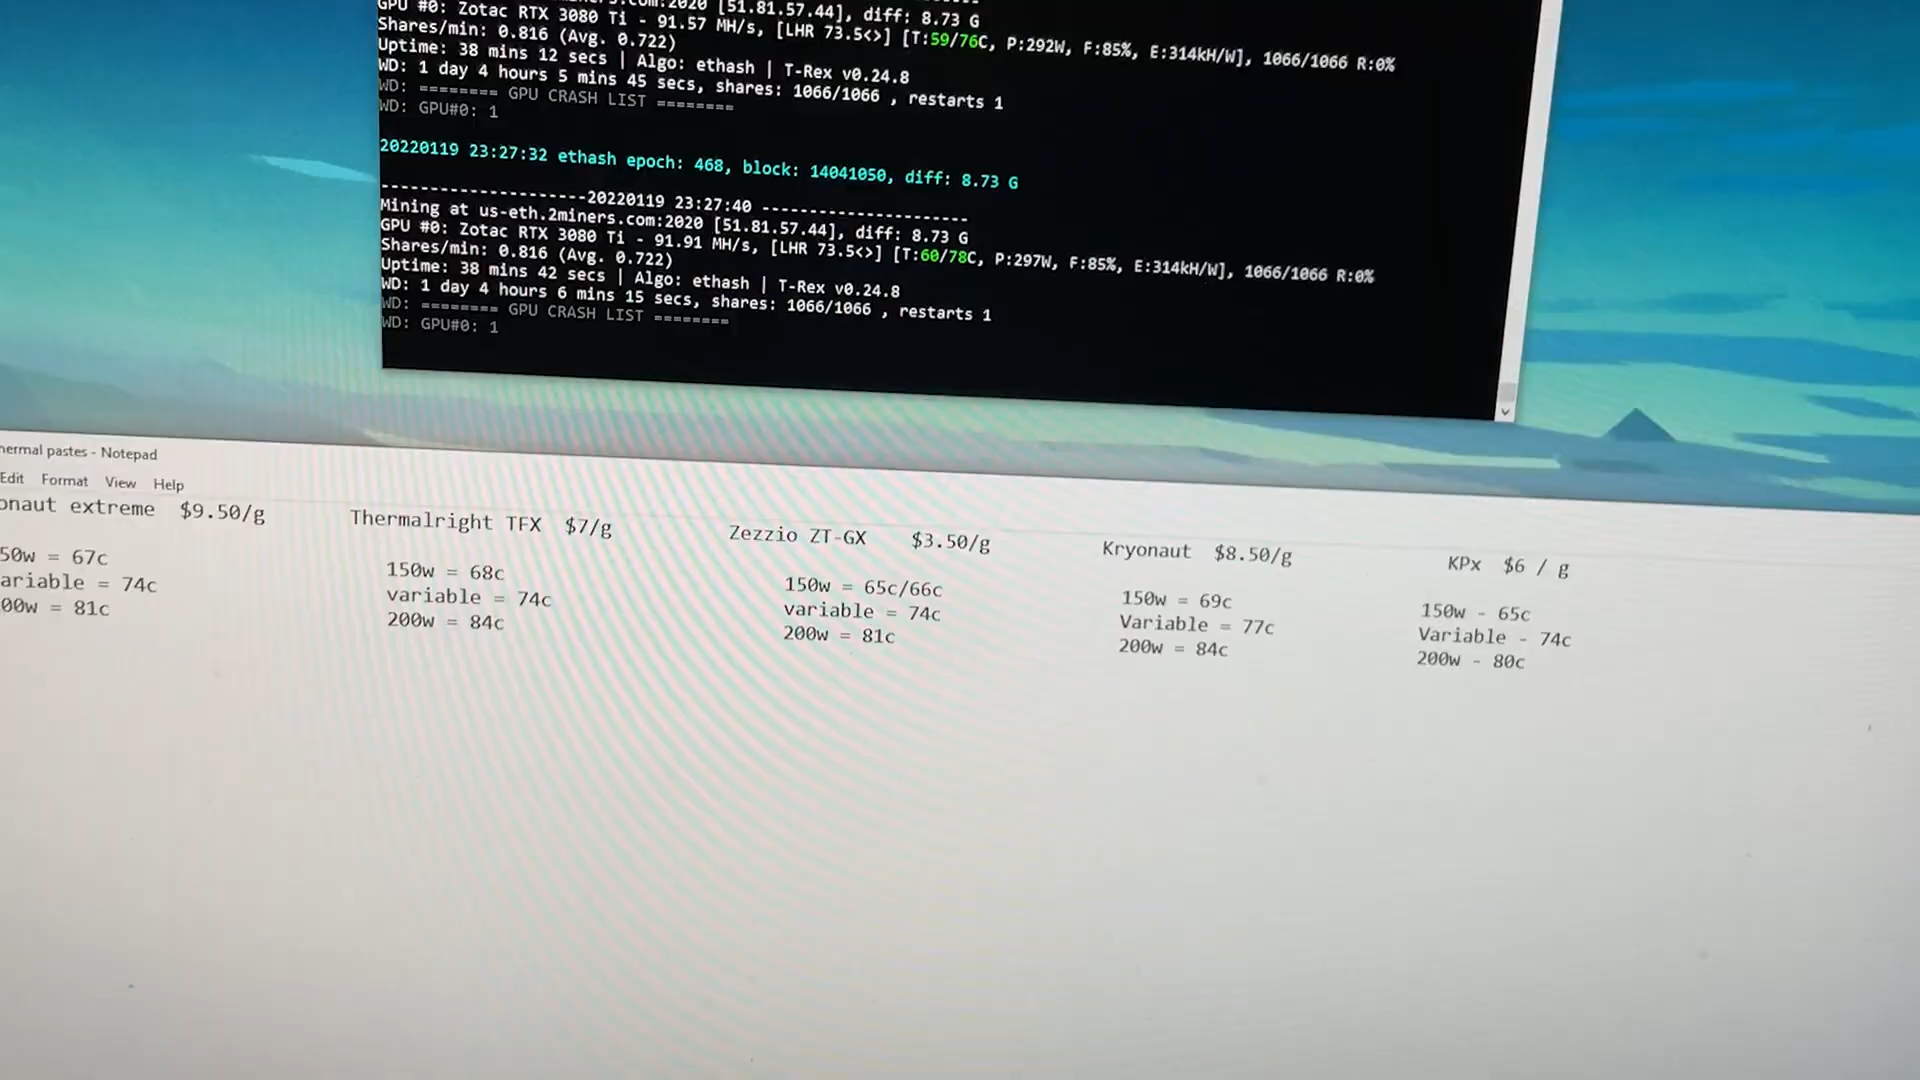 [51.81.57.44], diff: 8.73 G
GPU #0: Zotac RTX 3080 Ti - 91.57 MH/s, [LHR 73.5<>] [T:59/76C, P:292W, F:85%, E:314kH/W], 1066/1066 R:0%
Shares/min: 0.816 (Avg. 0.722)
Uptime: 38 mins 12 secs | Algo: ethash | T-Rex v0.24.8
WD: 1 day 4 hours 5 mins 45 secs, shares: 1066/1066 , restarts 1
WD: ======== GPU CRASH LIST ========
WD: GPU#0: 1
20220119 23:27:32 ethash epoch: 468, block: 14041050, diff: 8.73 G
----------------------20220119 23:27:40 ----------------------
Mining at us-eth.2miners.com:2020 [51.81.57.44], diff: 8.73 G
GPU #0: Zotac RTX 3080 Ti - 91.91 MH/s, [LHR 73.5<>] [T:60/78C, P:297W, F:85%, E:314kH/W], 1066/1066 R:0%
Shares/min: 0.816 (Avg. 0.722)
Uptime: 38 mins 42 secs | Algo: ethash | T-Rex v0.24.8
WD: 1 day 4 hours 6 mins 15 secs, shares: 1066/1066 , restarts 1
WD: ======== GPU CRASH LIST ========
WD: GPU#0: 1
hermal pastes - Notepad
Edit Format View Help
onaut extreme $9.50/g
50w = 67c
ariable = 74c
00w = 81c
Thermalright TFX $7/g
150w = 68c
variable = 74c
200w = 84c
Zezzio ZT-GX $3.50/g
150w = 65c/66c
variable = 74c
200w = 81c
Kryonaut $8.50/g
150w = 69c
Variable = 77c
200w = 84c
KPx $6 / g
150w - 65c
Variable - 74c
200w - 80c